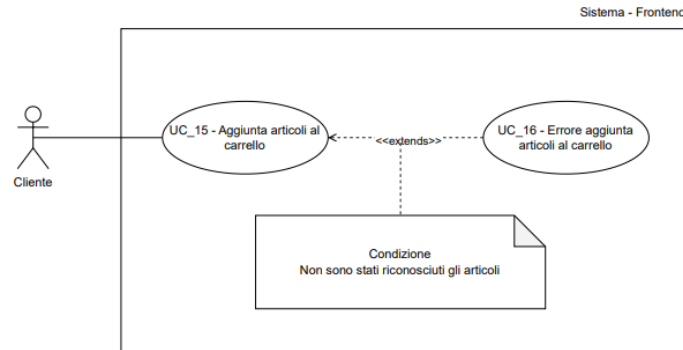 Sistema - Frontend
UC_15 - Aggiunta articoli al
carrello
<<extends>>
UC_16 - Errore aggiunta
articoli al carrello
Cliente
Condizione
Non sono stati riconosciuti gli articoli